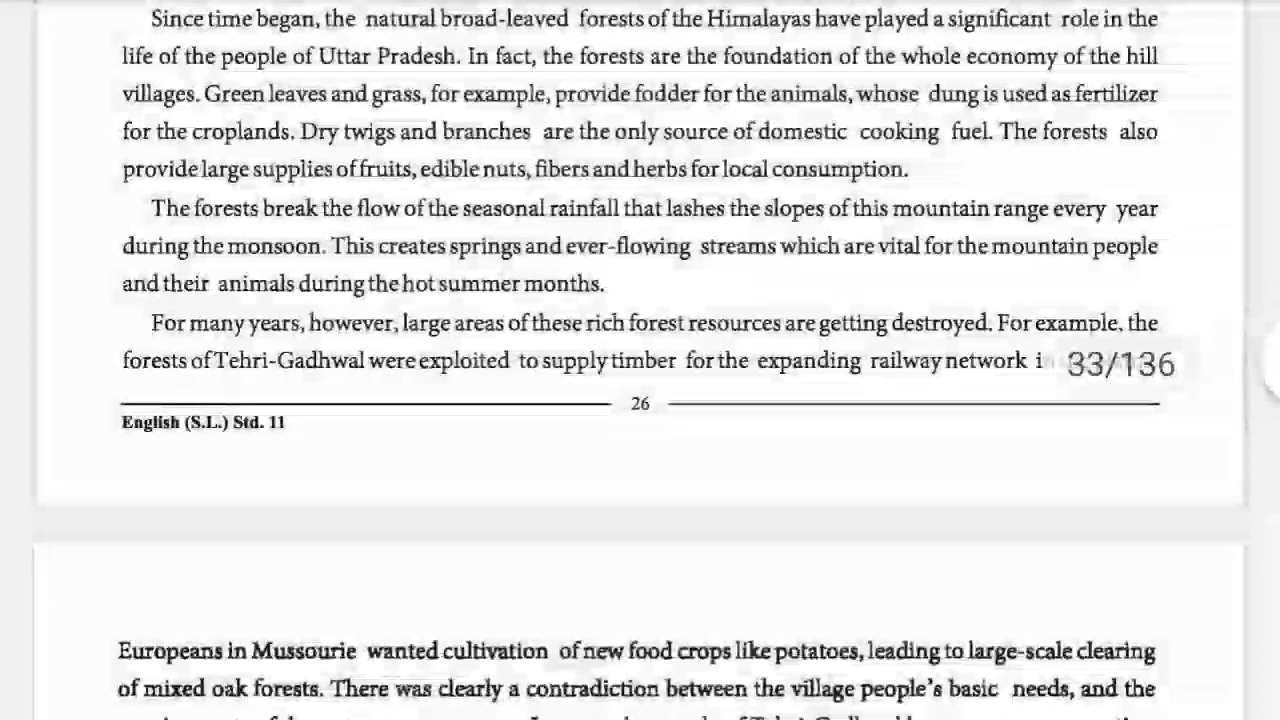 Since time began, the natural broad-leaved forests of the Himalayas have played a significant role in the
life of the people of Uttar Pradesh. In fact, the forests are the foundation of the whole economy of the hill
villages. Green leaves and grass, for example, provide fodder for the animals, whose dung is used as fertilizer
for the croplands. Dry twigs and branches are the only source of domestic cooking fuel. The forests also
provide large supplies of fruits, edible nuts, fibers and herbs for local consumption.
The forests break the flow of the seasonal rainfall that lashes the slopes of this mountain range every year
during the monsoon. This creates springs and ever-flowing streams which are vital for the mountain people
and their animals during the hot summer months.
For many years, however, large areas of these rich forest resources are getting destroyed. For example, the
forests of Tehri-Gadhwal were exploited to supply timber for the expanding railway network
33/136
26
English (S.L.) Std. 11
Europeans in Mussourie wanted cultivation of new food crops like potatoes, leading to large-scale clearing
of mixed oak forests. There was clearly a contradiction between the village people's basic needs, and the